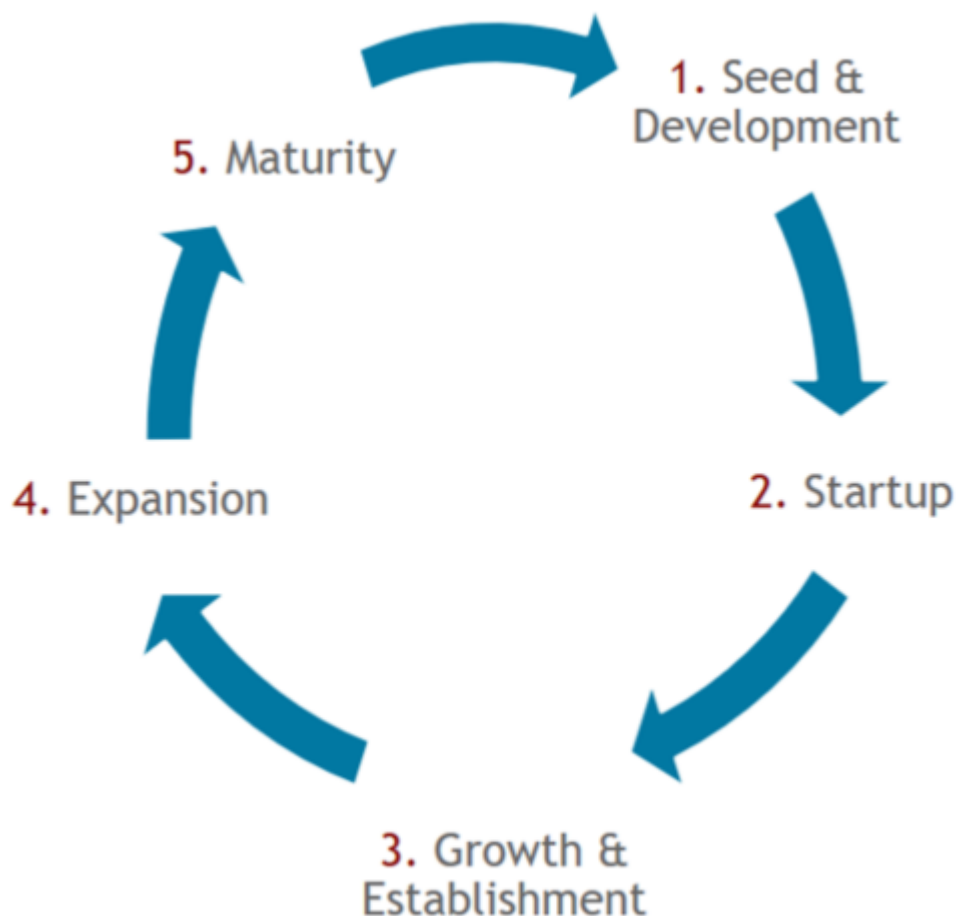 1. Seed &
Development
2. Startup
3. Growth &
Establishment
4. Expansion
5. Maturity